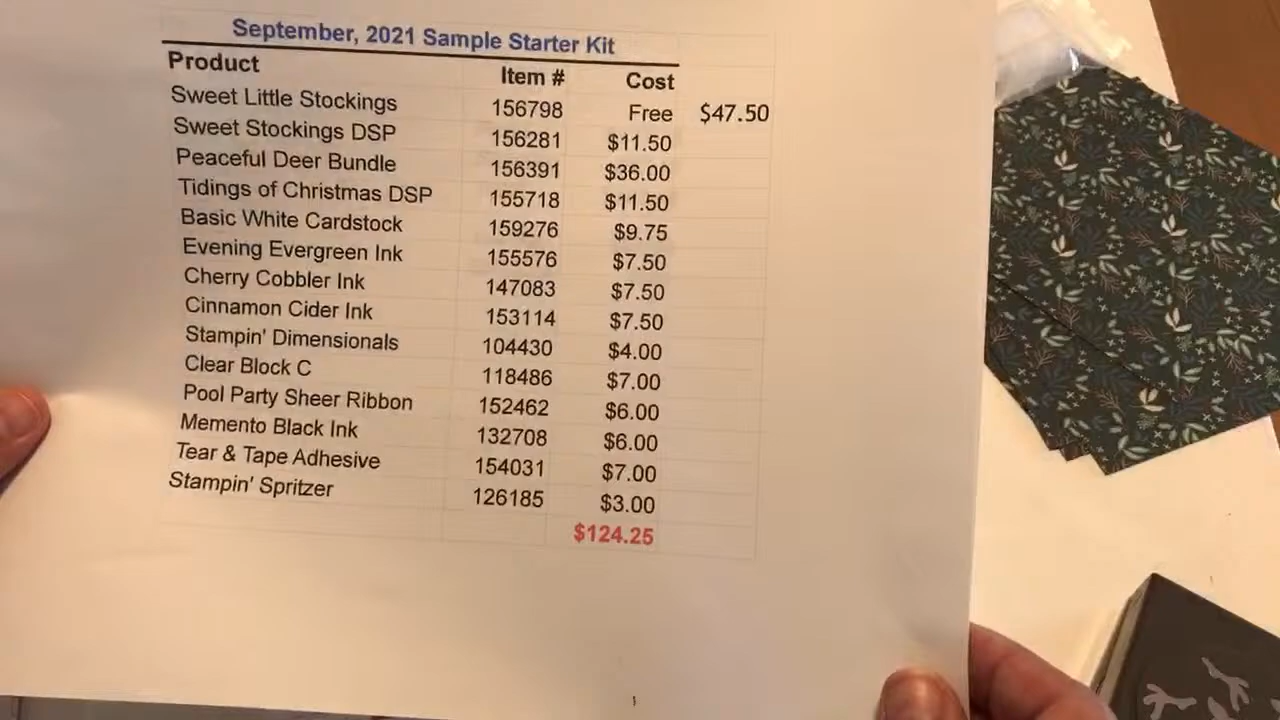 September, 2021 Sample Starter Kit
Product Item # Cost
Sweet Little Stockings 156798 Free $47.50
Sweet Stockings DSP 156281 $11.50
Peaceful Deer Bundle 156391 $36.00
Tidings of Christmas DSP 155718 $11.50
Basic White Cardstock 159276 $9.75
Evening Evergreen Ink 155576 $7.50
Cherry Cobbler Ink 147083 $7.50
Cinnamon Cider Ink 153114 $7.50
Stampin' Dimensionals 104430 $4.00
Clear Block C 118486 $7.00
Pool Party Sheer Ribbon 152462 $6.00
Memento Black Ink 132708 $6.00
Tear & Tape Adhesive 154031 $7.00
Stampin' Spritzer 126185 $3.00
$124.25
1